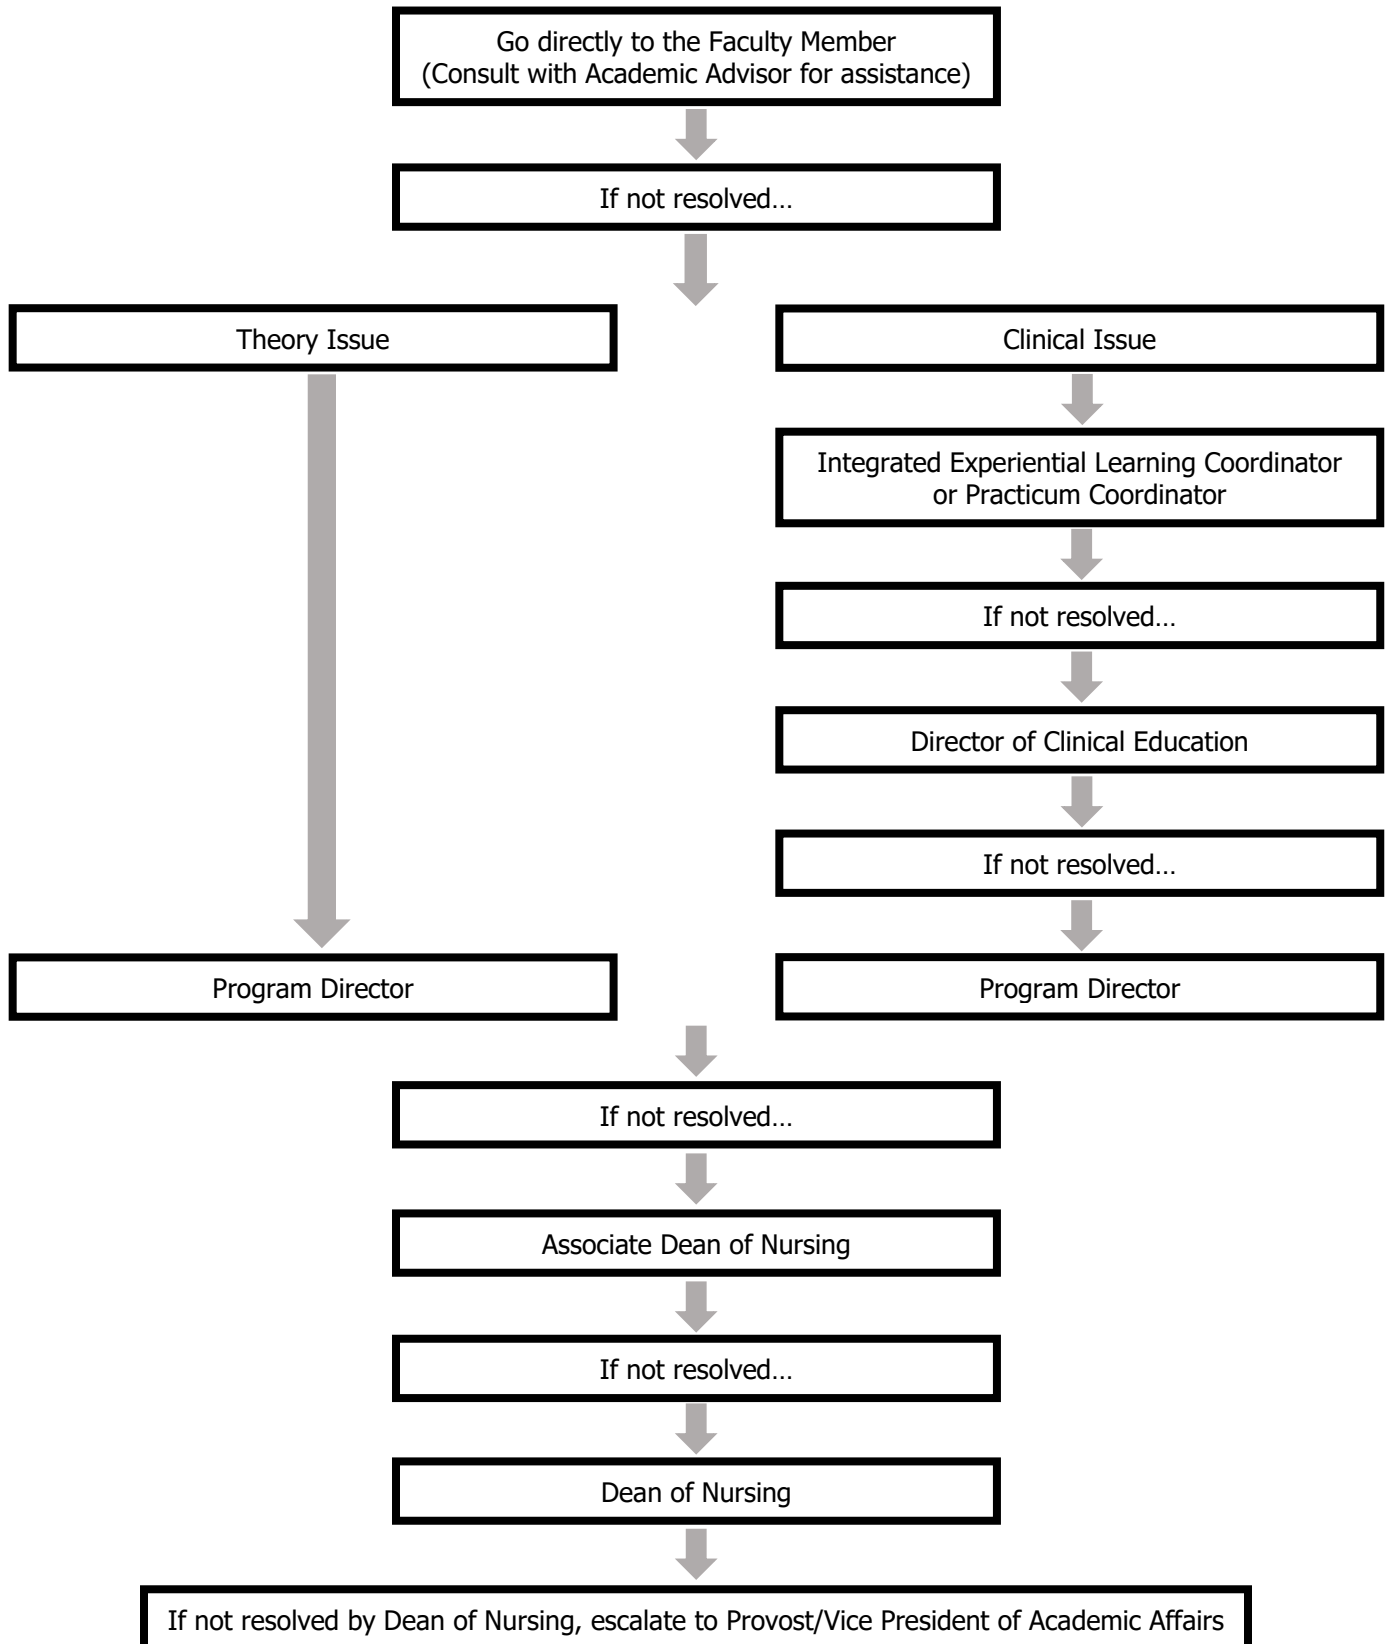 Go directly to the Faculty Member
(Consult with Academic Advisor for assistance)
If not resolved…
Theory Issue
Clinical Issue
Integrated Experiential Learning Coordinator
or Practicum Coordinator
If not resolved…
Director of Clinical Education
If not resolved…
Program Director
Program Director
If not resolved…
Associate Dean of Nursing
If not resolved…
Dean of Nursing
If not resolved by Dean of Nursing, escalate to Provost/Vice President of Academic Affairs